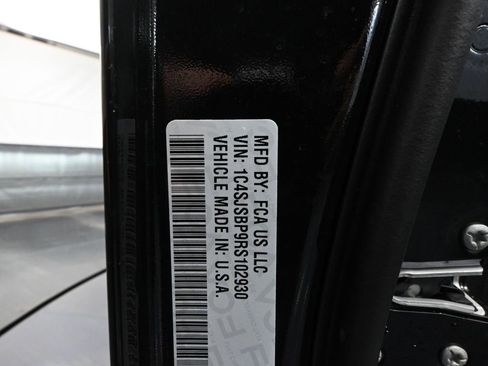 MFD BY: FCA US LLC
VIN: 1C4SJSBP9RS102930
VEHICLE MADE IN: U.S.A.